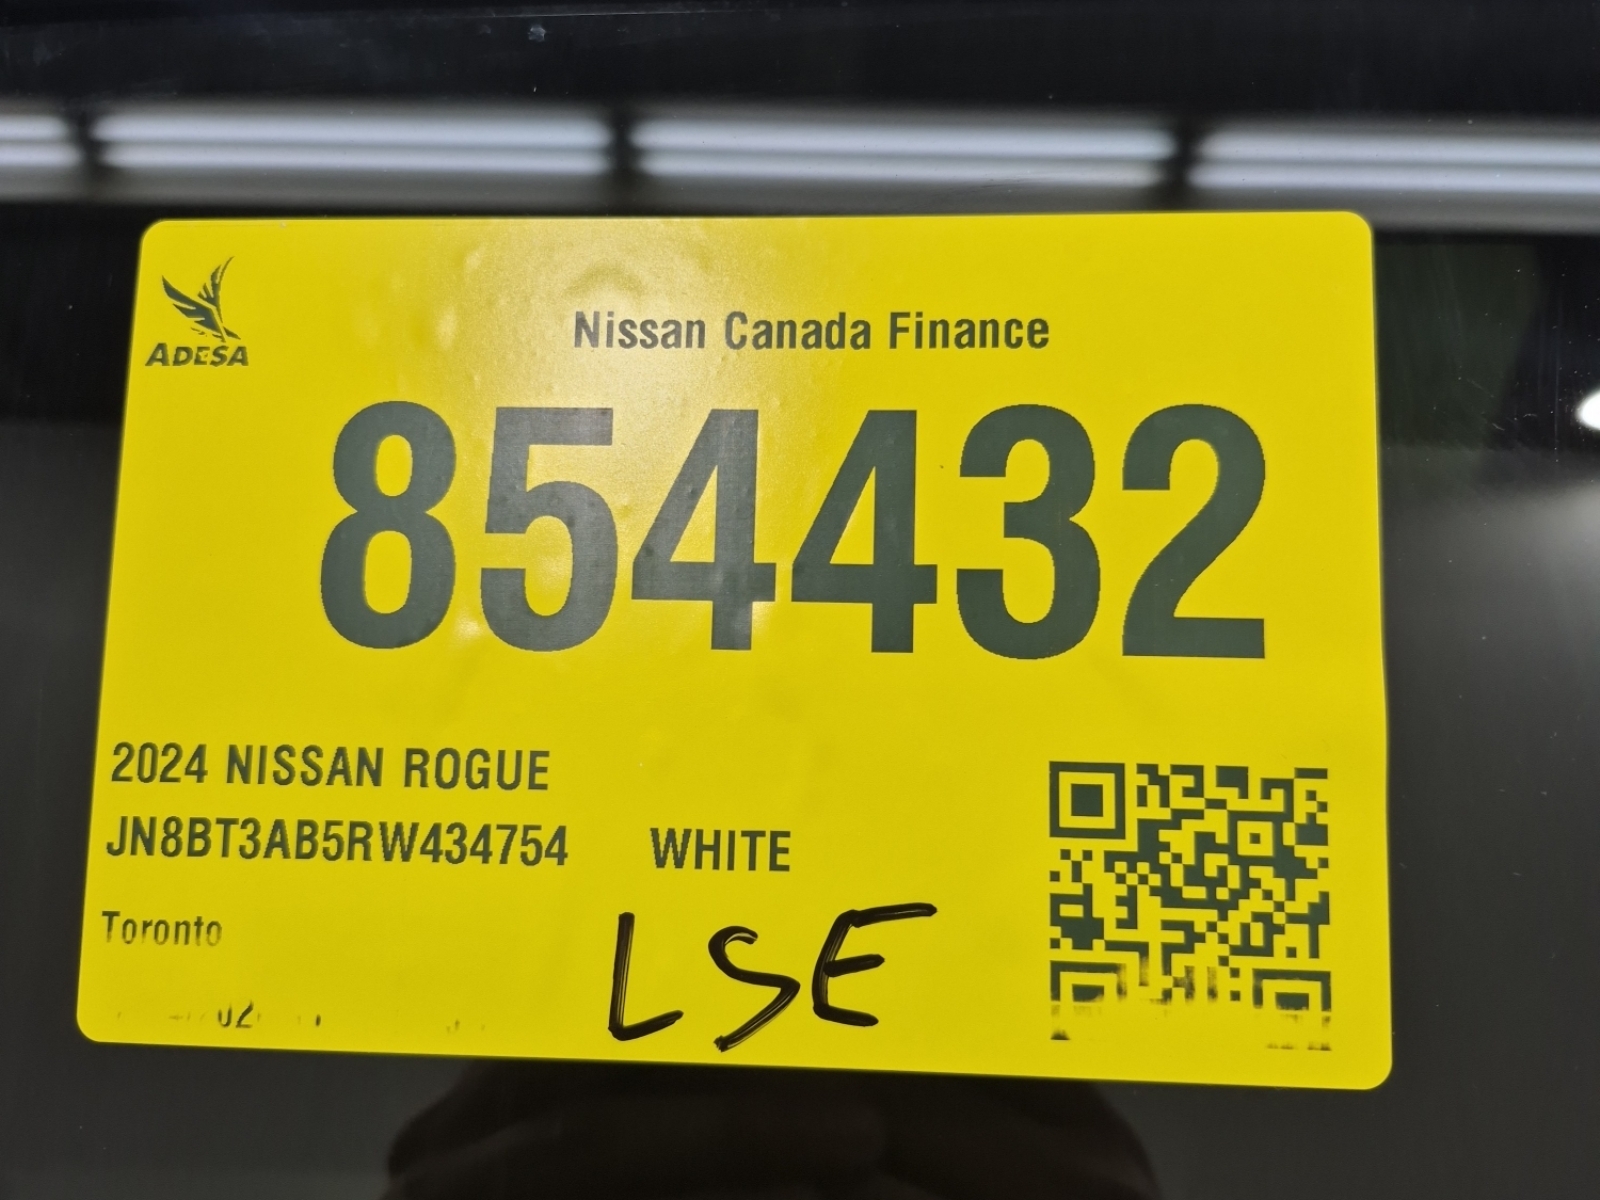 ADESA
Nissan Canada Finance
854432
2024 NISSAN ROGUE
JN8BT3AB5RW434754 WHITE
Toronto
LSE